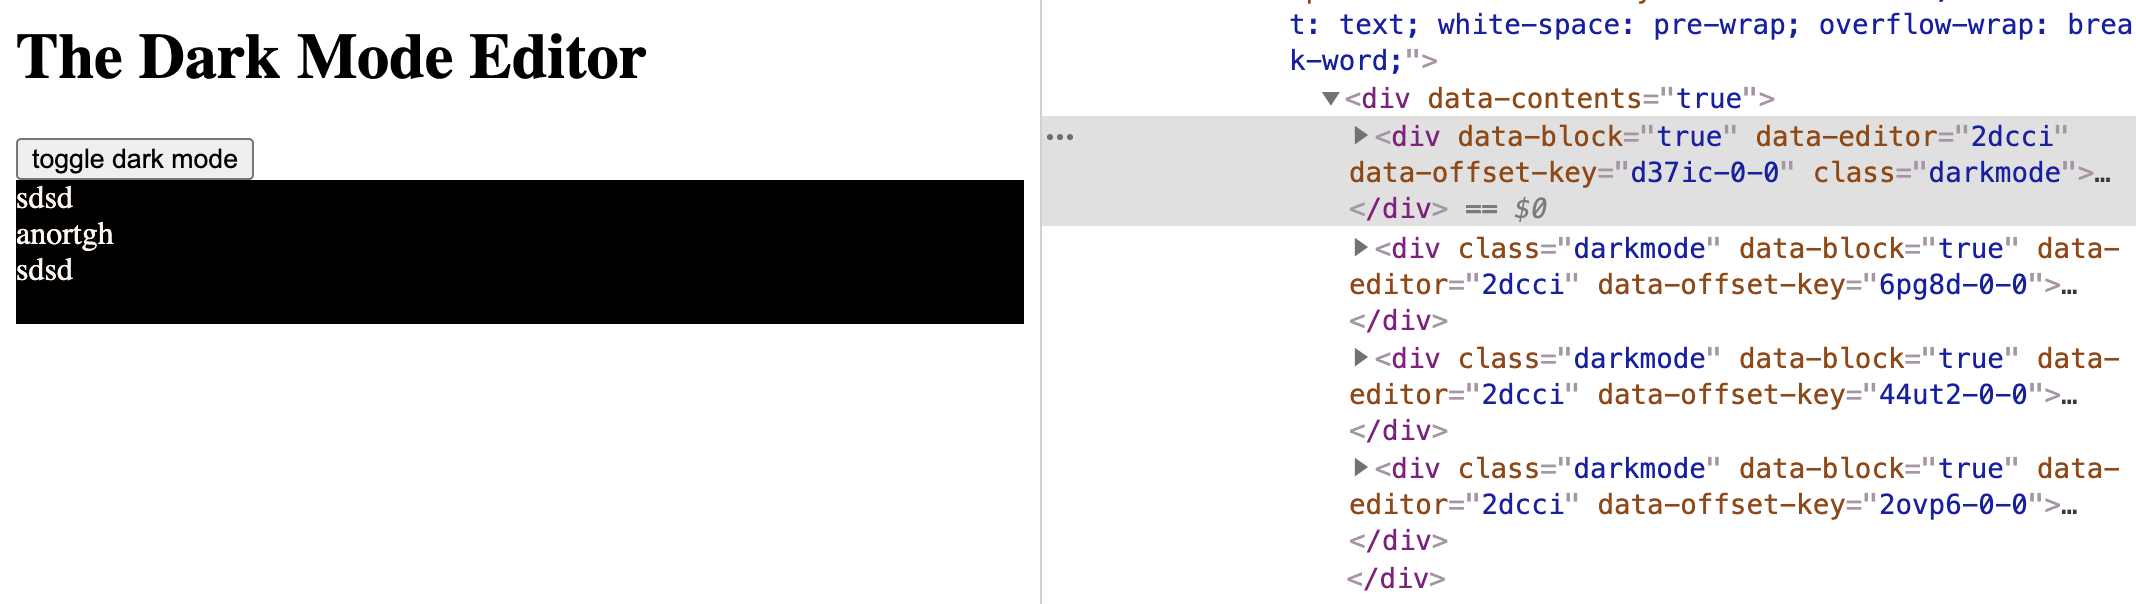 The Dark Mode Editor
toggle dark mode
sdsd
anortgh
sdsd
t: text; white-space: pre-wrap; overflow-wrap: brea
k-word;">
▼<div data-contents="true">
… ▶<div data-block="true" data-editor="2dcci"
data-offset-key="d37ic-0-0" class="darkmode">…
</div> == $0
▶<div class="darkmode" data-block="true" data-
editor="2dcci" data-offset-key="6pg8d-0-0">…
</div>
▶<div class="darkmode" data-block="true" data-
editor="2dcci" data-offset-key="44ut2-0-0">…
</div>
▶<div class="darkmode" data-block="true" data-
editor="2dcci" data-offset-key="2ovp6-0-0">…
</div>
</div>